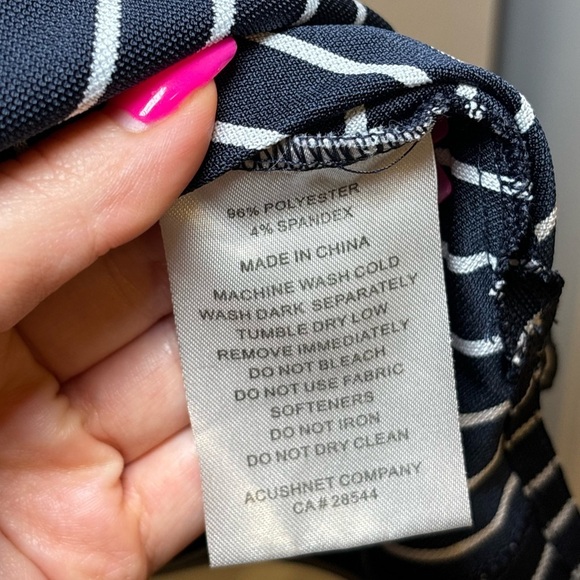 96% POLYESTER
4% SPANDEX
MADE IN CHINA
MACHINE WASH COLD
WASH DARK SEPARATELY
TUMBLE DRY LOW
REMOVE IMMEDIATELY
DO NOT BLEACH
DO NOT USE FABRIC
SOFTENERS
DO NOT IRON
DO NOT DRY CLEAN
ACUSHNET COMPANY
CA # 28544